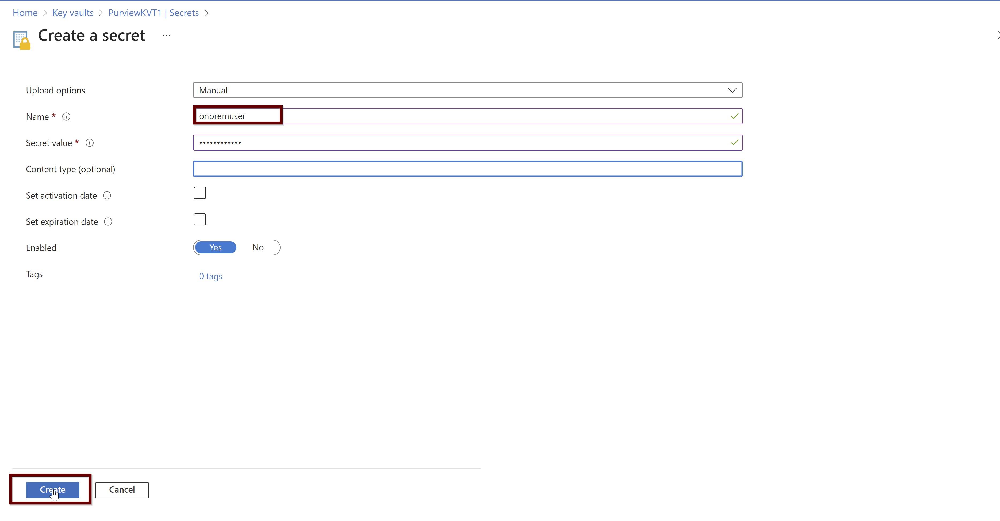 Home > Key vaults > PurviewKVT1 | Secrets >
Create a secret ...
Upload options Manual
Name * onpremuser
Secret value * ••••••••••••
Content type (optional)
Set activation date
Set expiration date
Enabled Yes No
Tags 0 tags
Create Cancel